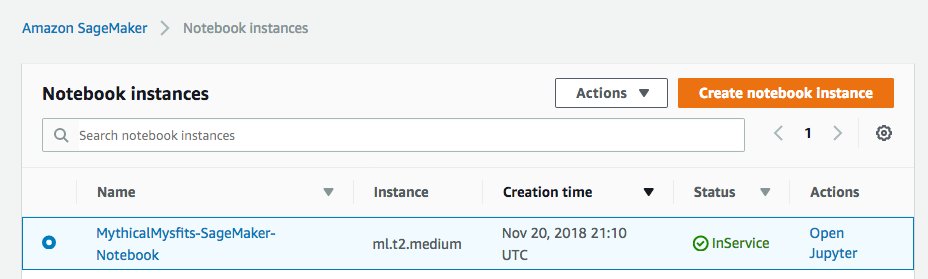 Amazon SageMaker > Notebook instances
Notebook instances
Actions
Create notebook Instance
Search notebook instances
1
Name
Instance
Creation time
Status
Actions
MythicalMysfits-SageMaker-
Notebook
ml.t2.medium
Nov 20, 2018 21:10
UTC
InService
Open
Jupyter